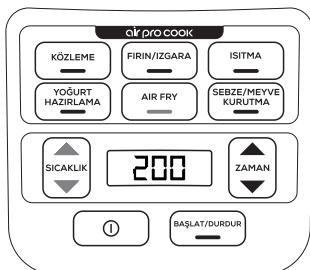 air pro cook
KÖZLEME
FIRIN/IZGARA
ISITMA
YOĞURT
HAZIRLAMA
AIR FRY
SEBZE/MEYVE
KURUTMA
SICAKLIK
200
ZAMAN
BAŞLAT/DURDUR